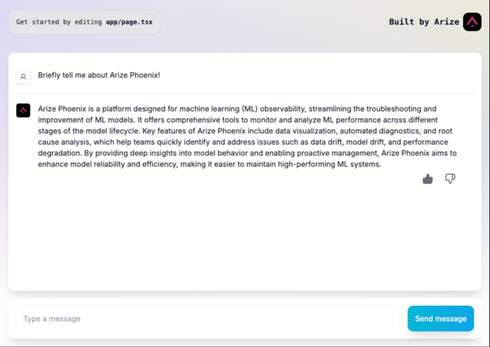 Get started by editing app/page.tsx
Built by Arize
Briefly tell me about Arize Phoenix!
Arize Phoenix is a platform designed for machine learning (ML) observability, streamlining the troubleshooting and
improvement of ML models. It offers comprehensive tools to monitor and analyze ML performance across different
stages of the model lifecycle. Key features of Arize Phoenix include data visualization, automated diagnostics, and root
cause analysis, which help teams quickly identify and address issues such as data drift, model drift, and performance
degradation. By providing deep insights into model behavior and enabling proactive management, Arize Phoenix aims to
enhance model reliability and efficiency, making it easier to maintain high-performing ML systems.
Type a message
Send message